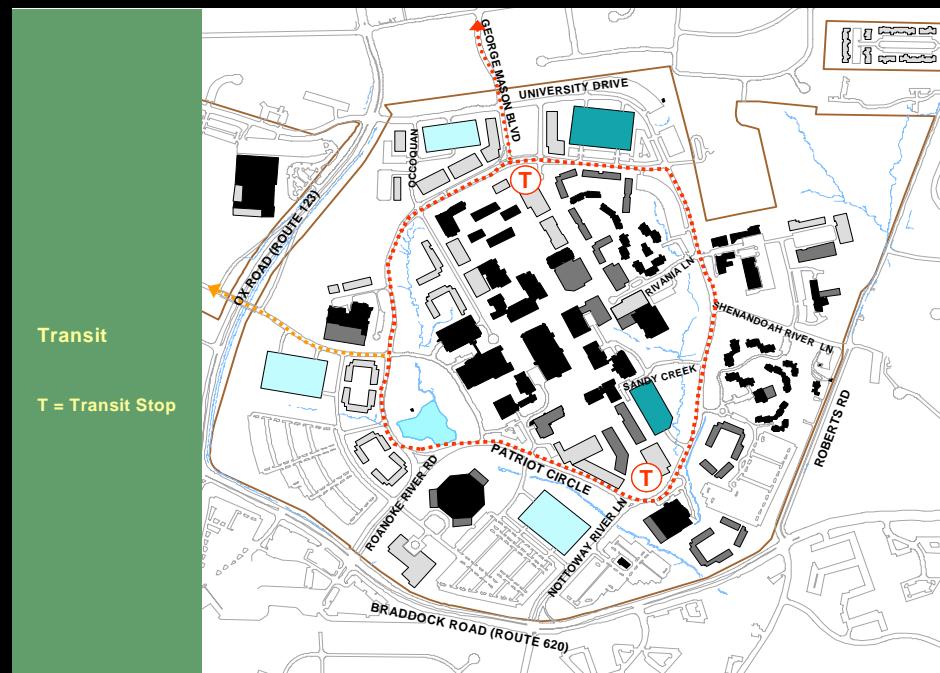 Transit
T = Transit Stop
GEORGE MASON BLVD
UNIVERSITY DRIVE
OCCOQUAN
T
OX ROAD (ROUTE 123)
RIVANIA LN
SHENANDOAH RIVER LN
SANDY CREEK
ROBERTS RD
PATRIOT CIRCLE
T
ROANOKE RIVER RD
NOTTOWAY RIVER LN
BRADDOCK ROAD (ROUTE 620)